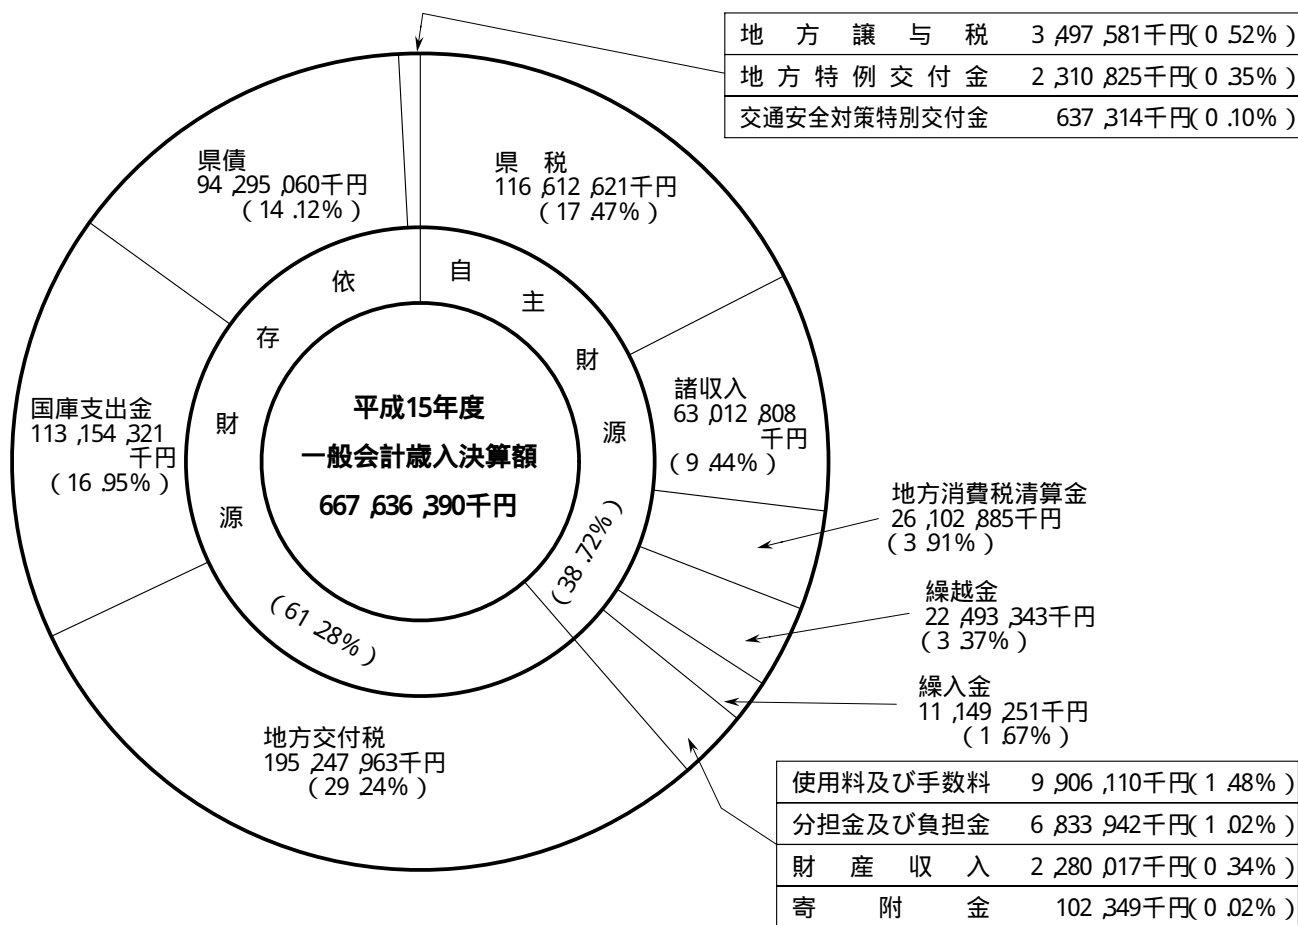 地方譲与税 3,497,581千円(0.52%)
地方特例交付金 2,310,825千円(0.35%)
交通安全対策特別交付金 637,314千円(0.10%)
県債
94,295,060千円
(14.12%)
県税
116,612,621千円
(17.47%)
自主財源
(38.72%)
依存財源
(61.28%)
平成15年度
一般会計歳入決算額
667,636,390千円
国庫支出金
113,154,321
千円
(16.95%)
諸収入
63,012,808
千円
(9.44%)
地方消費税清算金
26,102,885千円
(3.91%)
繰越金
22,493,343千円
(3.37%)
繰入金
11,149,251千円
(1.67%)
地方交付税
195,247,963千円
(29.24%)
使用料及び手数料 9,906,110千円(1.48%)
分担金及び負担金 6,833,942千円(1.02%)
財産収入 2,280,017千円(0.34%)
寄附金 102,349千円(0.02%)